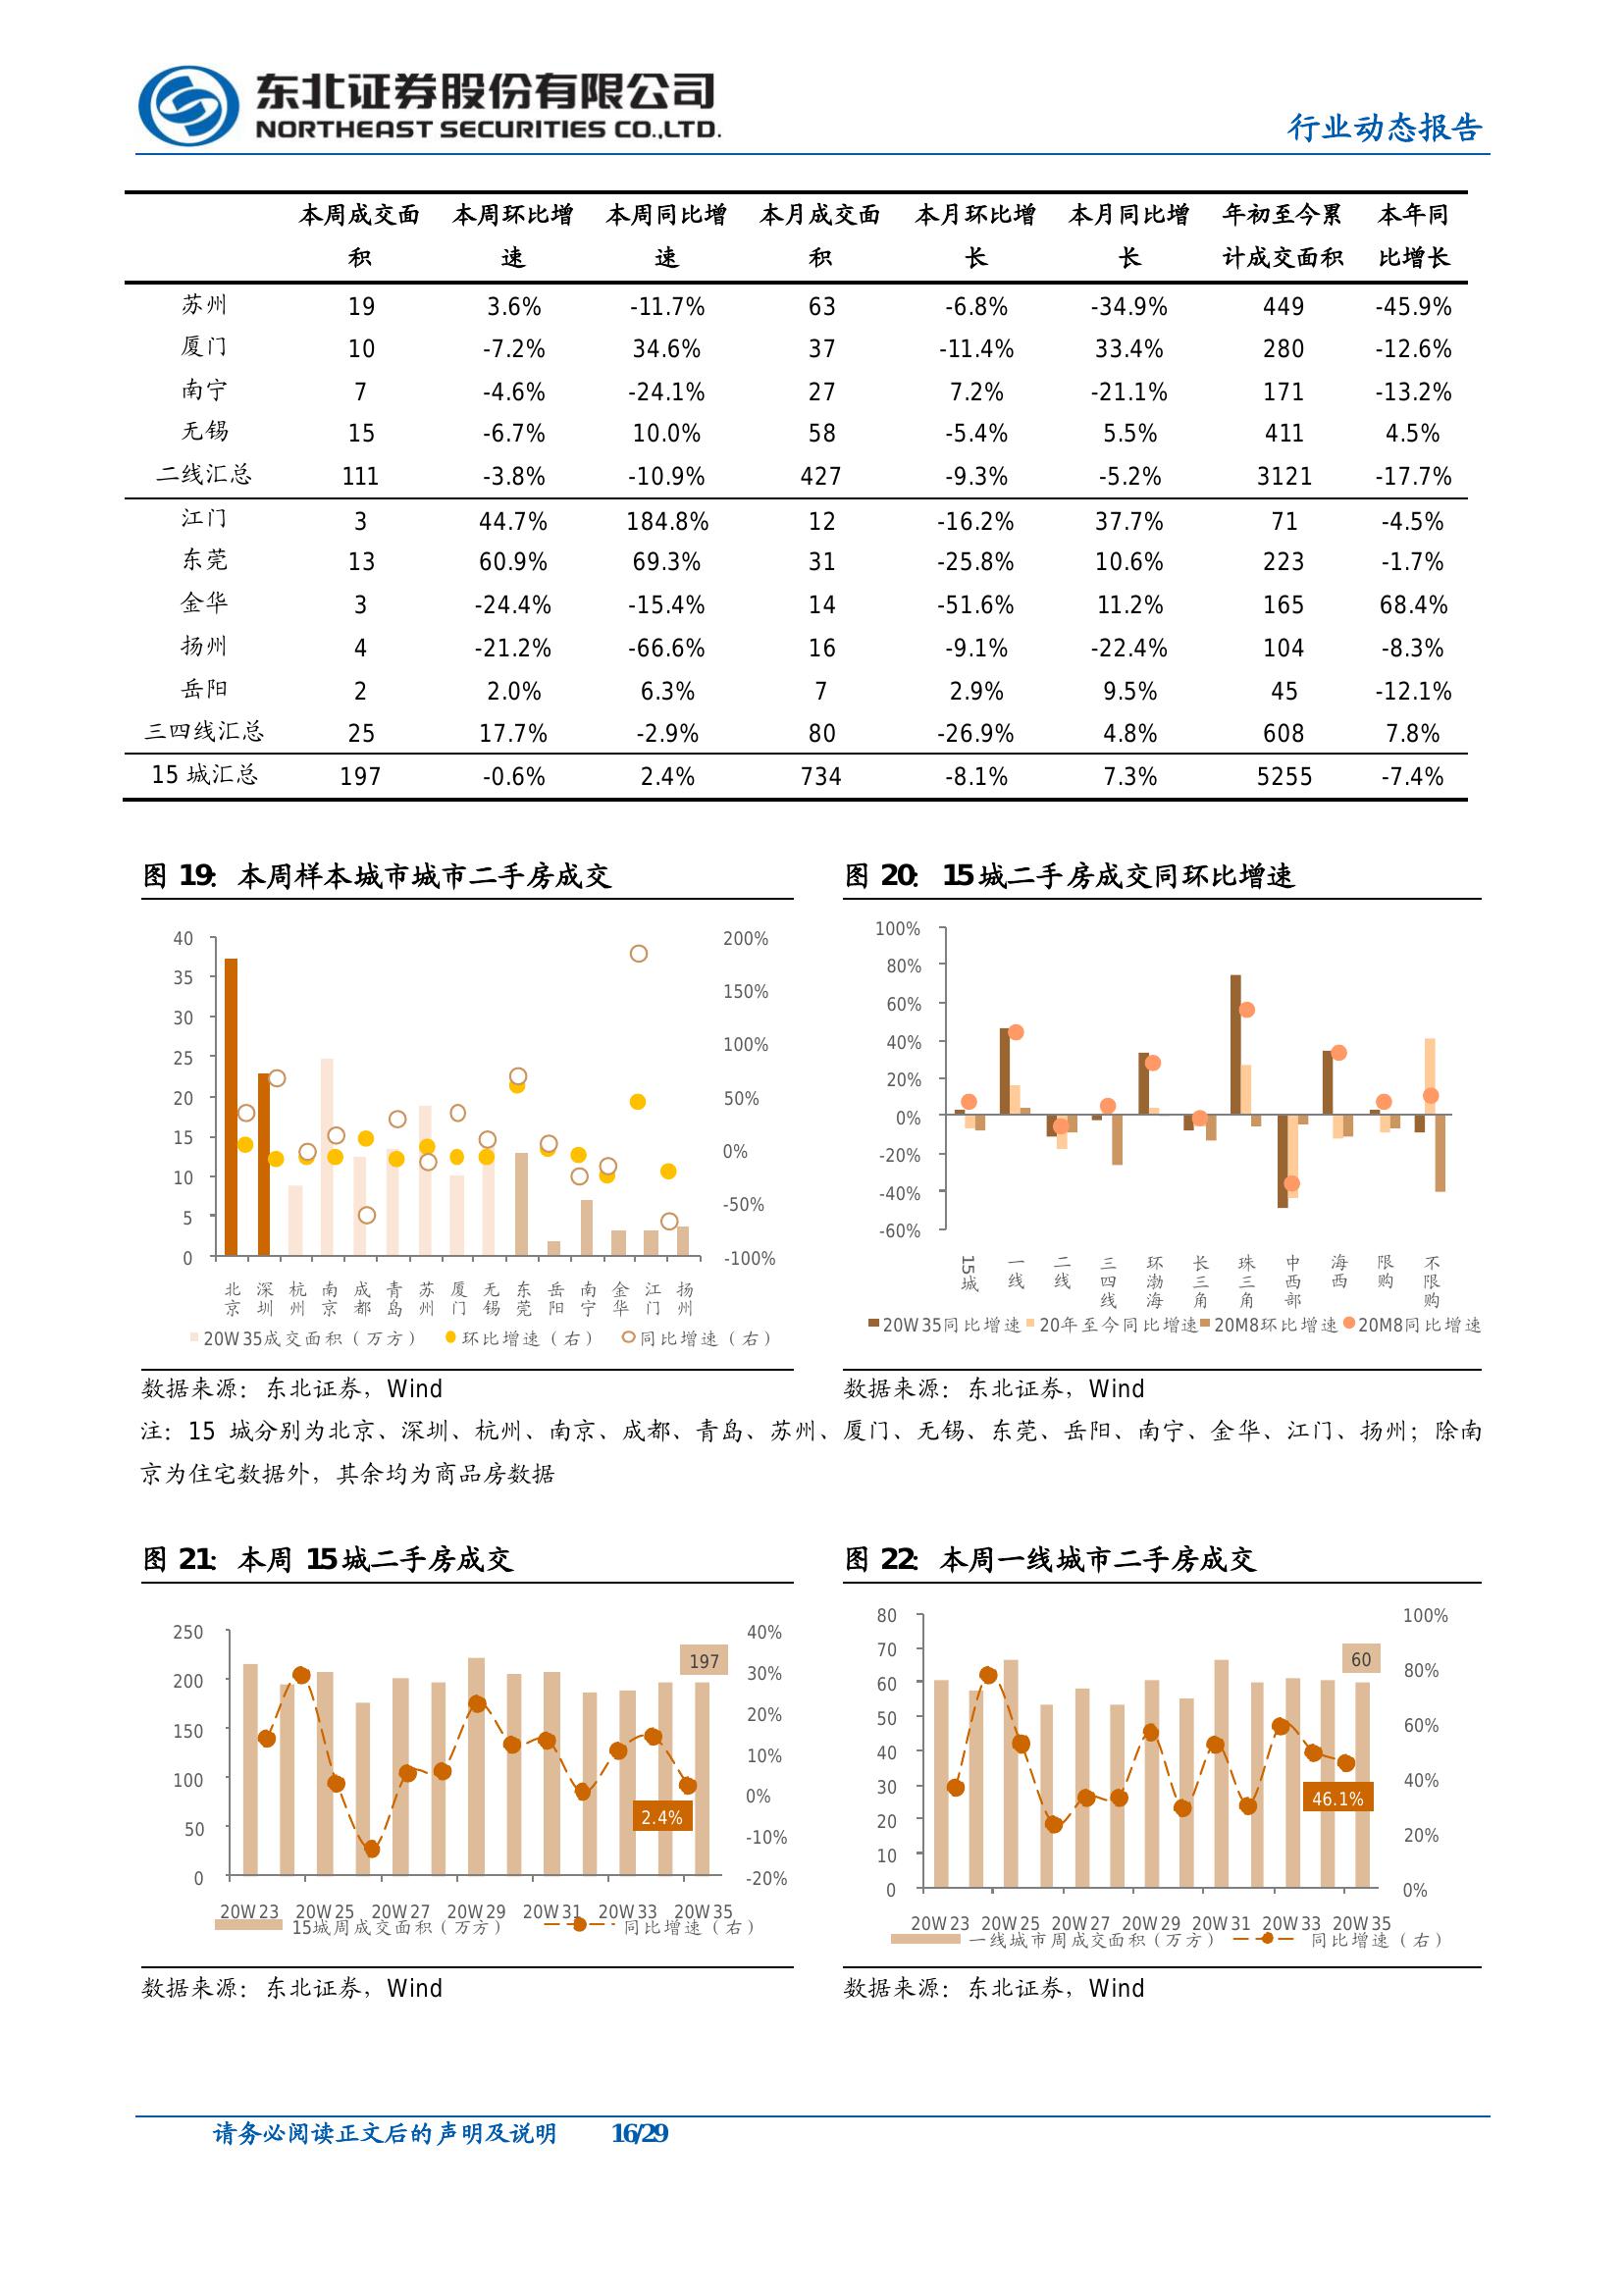 东北证券股份有限公司
NORTHEAST SECURITIES CO.,LTD.
行业动态报告
本周成交面积 本周环比增速 本周同比增速 本月成交面积 本月环比增长 本月同比增长 年初至今累计成交面积 本年同比增长
苏州 19 3.6% -11.7% 63 -6.8% -34.9% 449 -45.9%
厦门 10 -7.2% 34.6% 37 -11.4% 33.4% 280 -12.6%
南宁 7 -4.6% -24.1% 27 7.2% -21.1% 171 -13.2%
无锡 15 -6.7% 10.0% 58 -5.4% 5.5% 411 4.5%
二线汇总 111 -3.8% -10.9% 427 -9.3% -5.2% 3121 -17.7%
江门 3 44.7% 184.8% 12 -16.2% 37.7% 71 -4.5%
东莞 13 60.9% 69.3% 31 -25.8% 10.6% 223 -1.7%
金华 3 -24.4% -15.4% 14 -51.6% 11.2% 165 68.4%
扬州 4 -21.2% -66.6% 16 -9.1% -22.4% 104 -8.3%
岳阳 2 2.0% 6.3% 7 2.9% 9.5% 45 -12.1%
三四线汇总 25 17.7% -2.9% 80 -26.9% 4.8% 608 7.8%
15 城汇总 197 -0.6% 2.4% 734 -8.1% 7.3% 5255 -7.4%
图 19：本周样本城市城市二手房成交
40
35
30
25
20
15
10
5
0
200%
150%
100%
50%
0%
-50%
-100%
北京 深圳 杭州 南京 成都 青岛 苏州 厦门 无锡 东莞 岳阳 南宁 金华 江门 扬州
20W35成交面积（万方） 环比增速（右） 同比增速（右）
数据来源：东北证券，Wind
图 20：15城二手房成交同环比增速
100%
80%
60%
40%
20%
0%
-20%
-40%
-60%
15城 一线 二线 三四线 环渤海 长三角 珠三角 中西部 海西 限购 不限购
20W35同比增速 20年至今同比增速 20M8环比增速 20M8同比增速
数据来源：东北证券，Wind
注：15 城分别为北京、深圳、杭州、南京、成都、青岛、苏州、厦门、无锡、东莞、岳阳、南宁、金华、江门、扬州；除南
京为住宅数据外，其余均为商品房数据
图 21：本周 15城二手房成交
250
200
150
100
50
0
40%
30%
20%
10%
0%
-10%
-20%
197
2.4%
20W23 20W25 20W27 20W29 20W31 20W33 20W35
15城周成交面积（万方） 同比增速（右）
数据来源：东北证券，Wind
图 22：本周一线城市二手房成交
80
70
60
50
40
30
20
10
0
100%
80%
60%
40%
20%
0%
60
46.1%
20W23 20W25 20W27 20W29 20W31 20W33 20W35
一线城市周成交面积（万方） 同比增速（右）
数据来源：东北证券，Wind
请务必阅读正文后的声明及说明 16/29